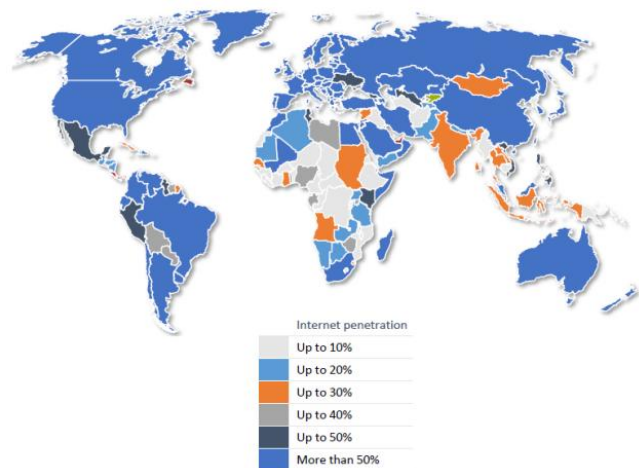 Internet penetration
Up to 10%
Up to 20%
Up to 30%
Up to 40%
Up to 50%
More than 50%